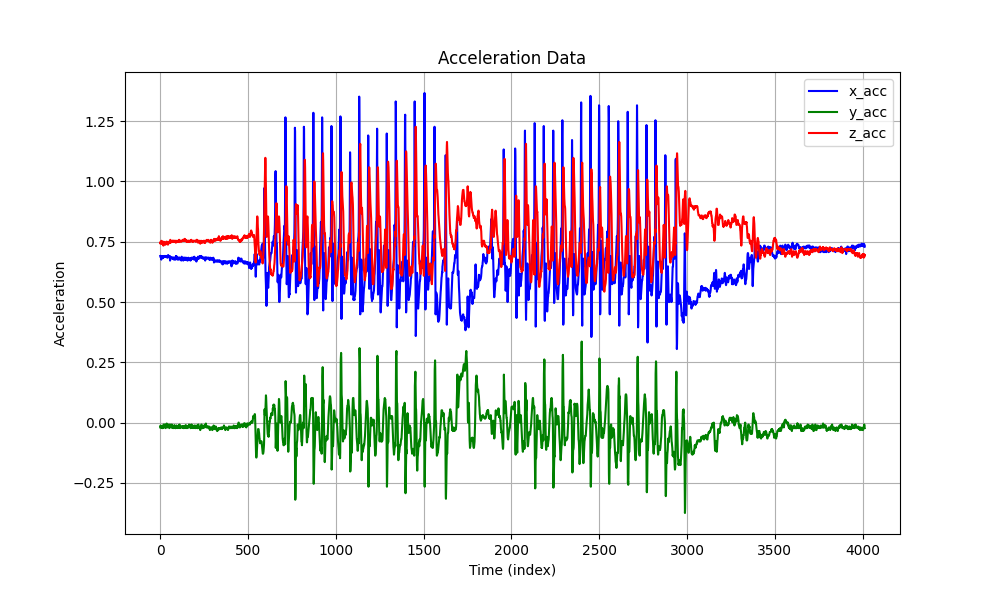 Acceleration Data
x_acc
y_acc
z_acc
Acceleration
1.25
1.00
0.75
0.50
0.25
0.00
−0.25
0 500 1000 1500 2000 2500 3000 3500 4000
Time (index)